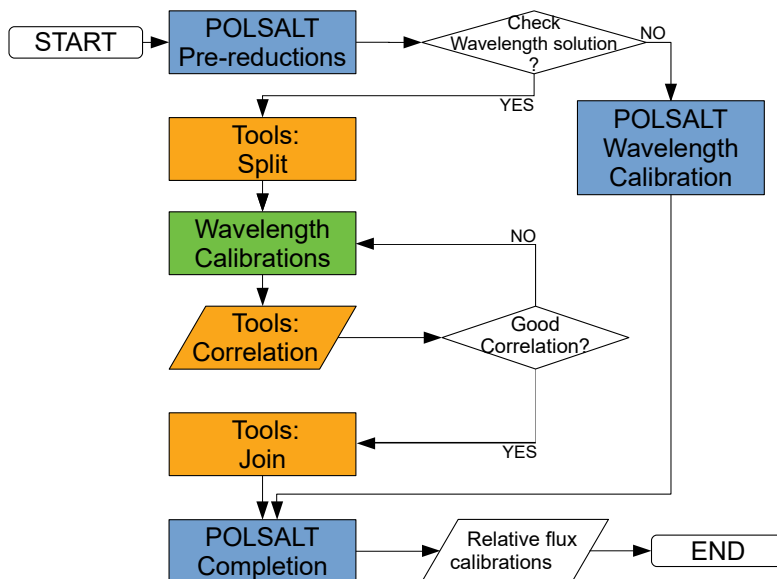 START
POLSALT
Pre-reductions
Check
Wavelength solution
?
NO
YES
Tools:
Split
POLSALT
Wavelength
Calibration
Wavelength
Calibrations
NO
Tools:
Correlation
Good
Correlation?
Tools:
Join
YES
POLSALT
Completion
Relative flux
calibrations
END